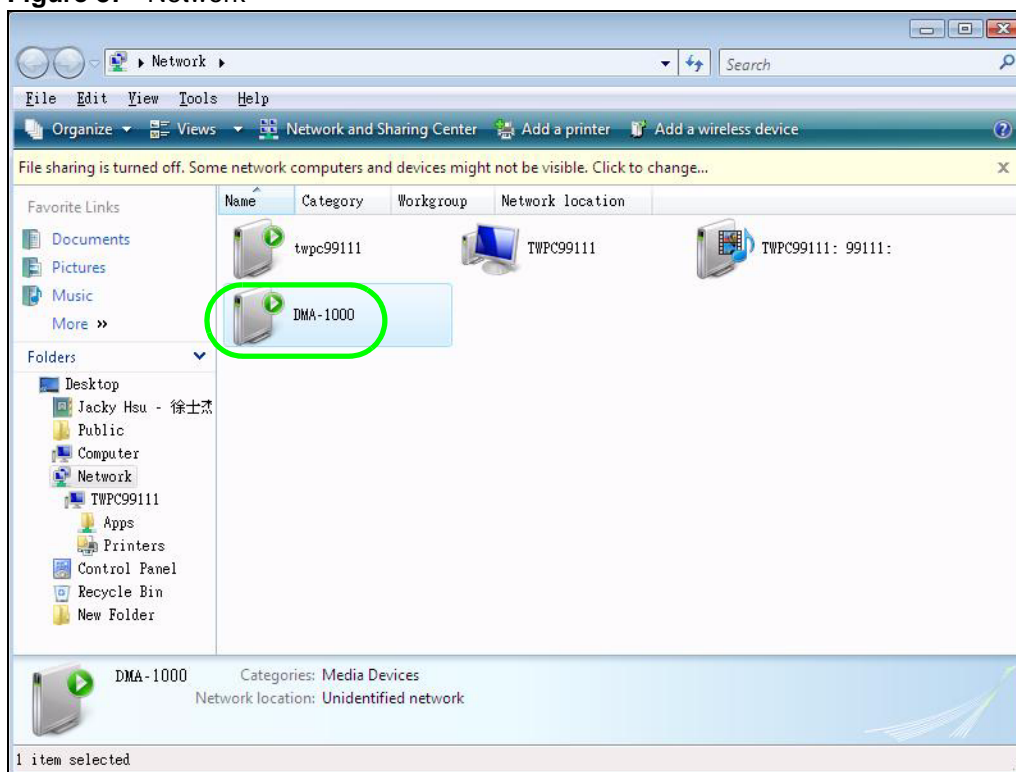 Network
Search
File Edit View Tools Help
Organize Views Network and Sharing Center Add a printer Add a wireless device
File sharing is turned off. Some network computers and devices might not be visible. Click to change...
Favorite Links
Documents
Pictures
Music
More »
Folders
Desktop
Jacky Hsu - 徐士杰
Public
Computer
Network
TWPC99111
Apps
Printers
Control Panel
Recycle Bin
New Folder
Name Category Workgroup Network location
twpc99111 TWPC99111 TWPC99111: 99111:
DMA-1000
DMA-1000 Categories: Media Devices
Network location: Unidentified network
1 item selected